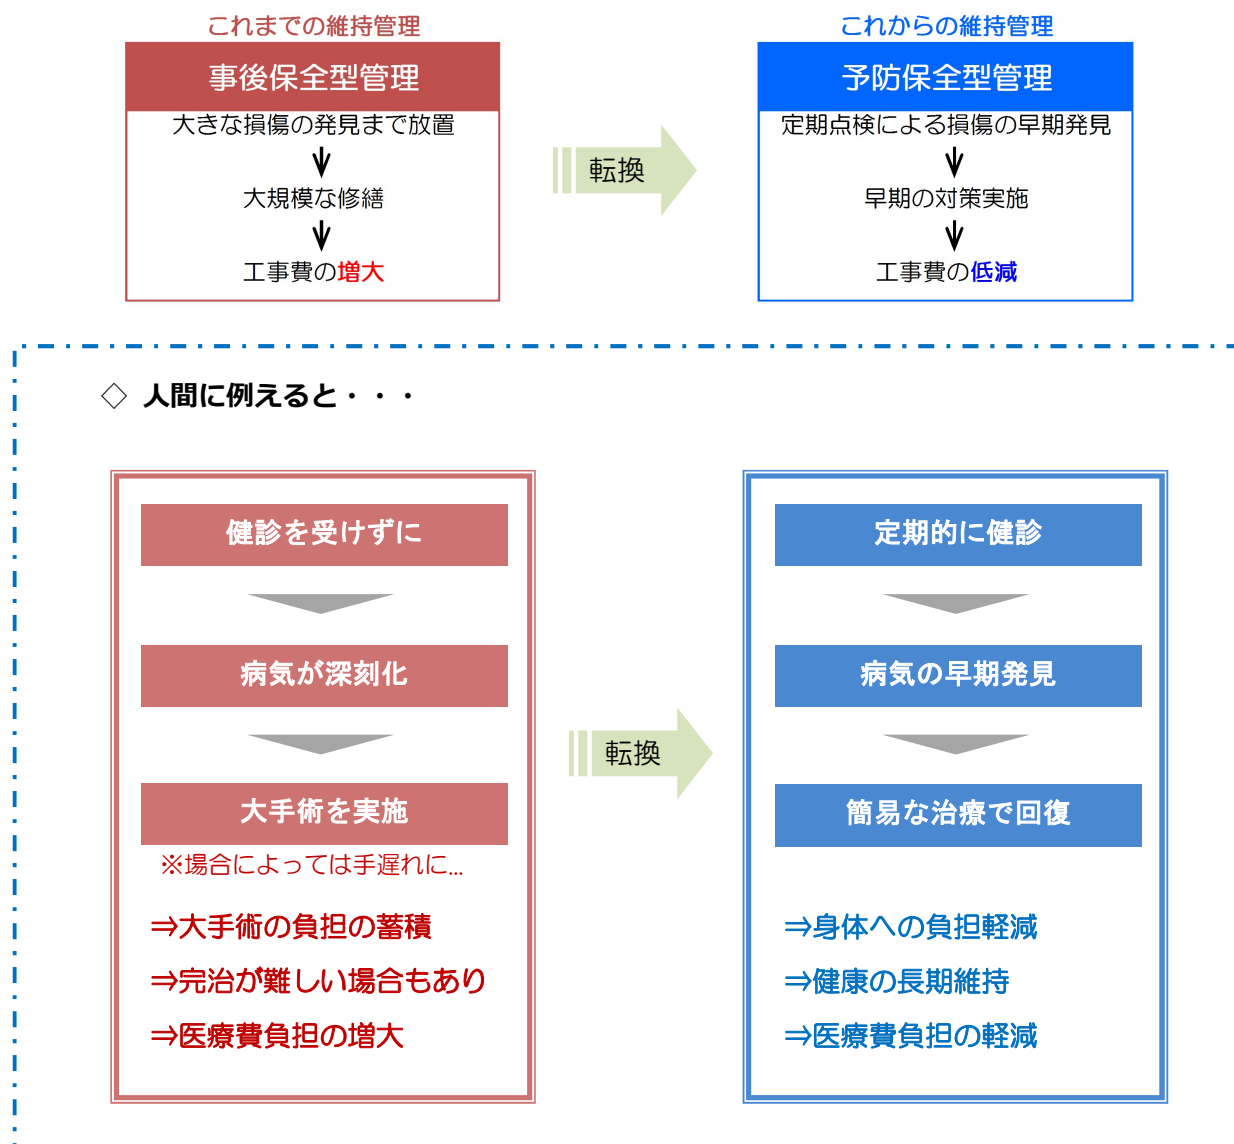 これまでの維持管理
事後保全型管理
大きな損傷の発見まで放置
大規模な修繕
工事費の増大
転換
これからの維持管理
予防保全型管理
定期点検による損傷の早期発見
早期の対策実施
工事費の低減
◇ 人間に例えると・・・
健診を受けずに
病気が深刻化
大手術を実施
※場合によっては手遅れに...
⇒大手術の負担の蓄積
⇒完治が難しい場合もあり
⇒医療費負担の増大
転換
定期的に健診
病気の早期発見
簡易な治療で回復
⇒身体への負担軽減
⇒健康の長期維持
⇒医療費負担の軽減